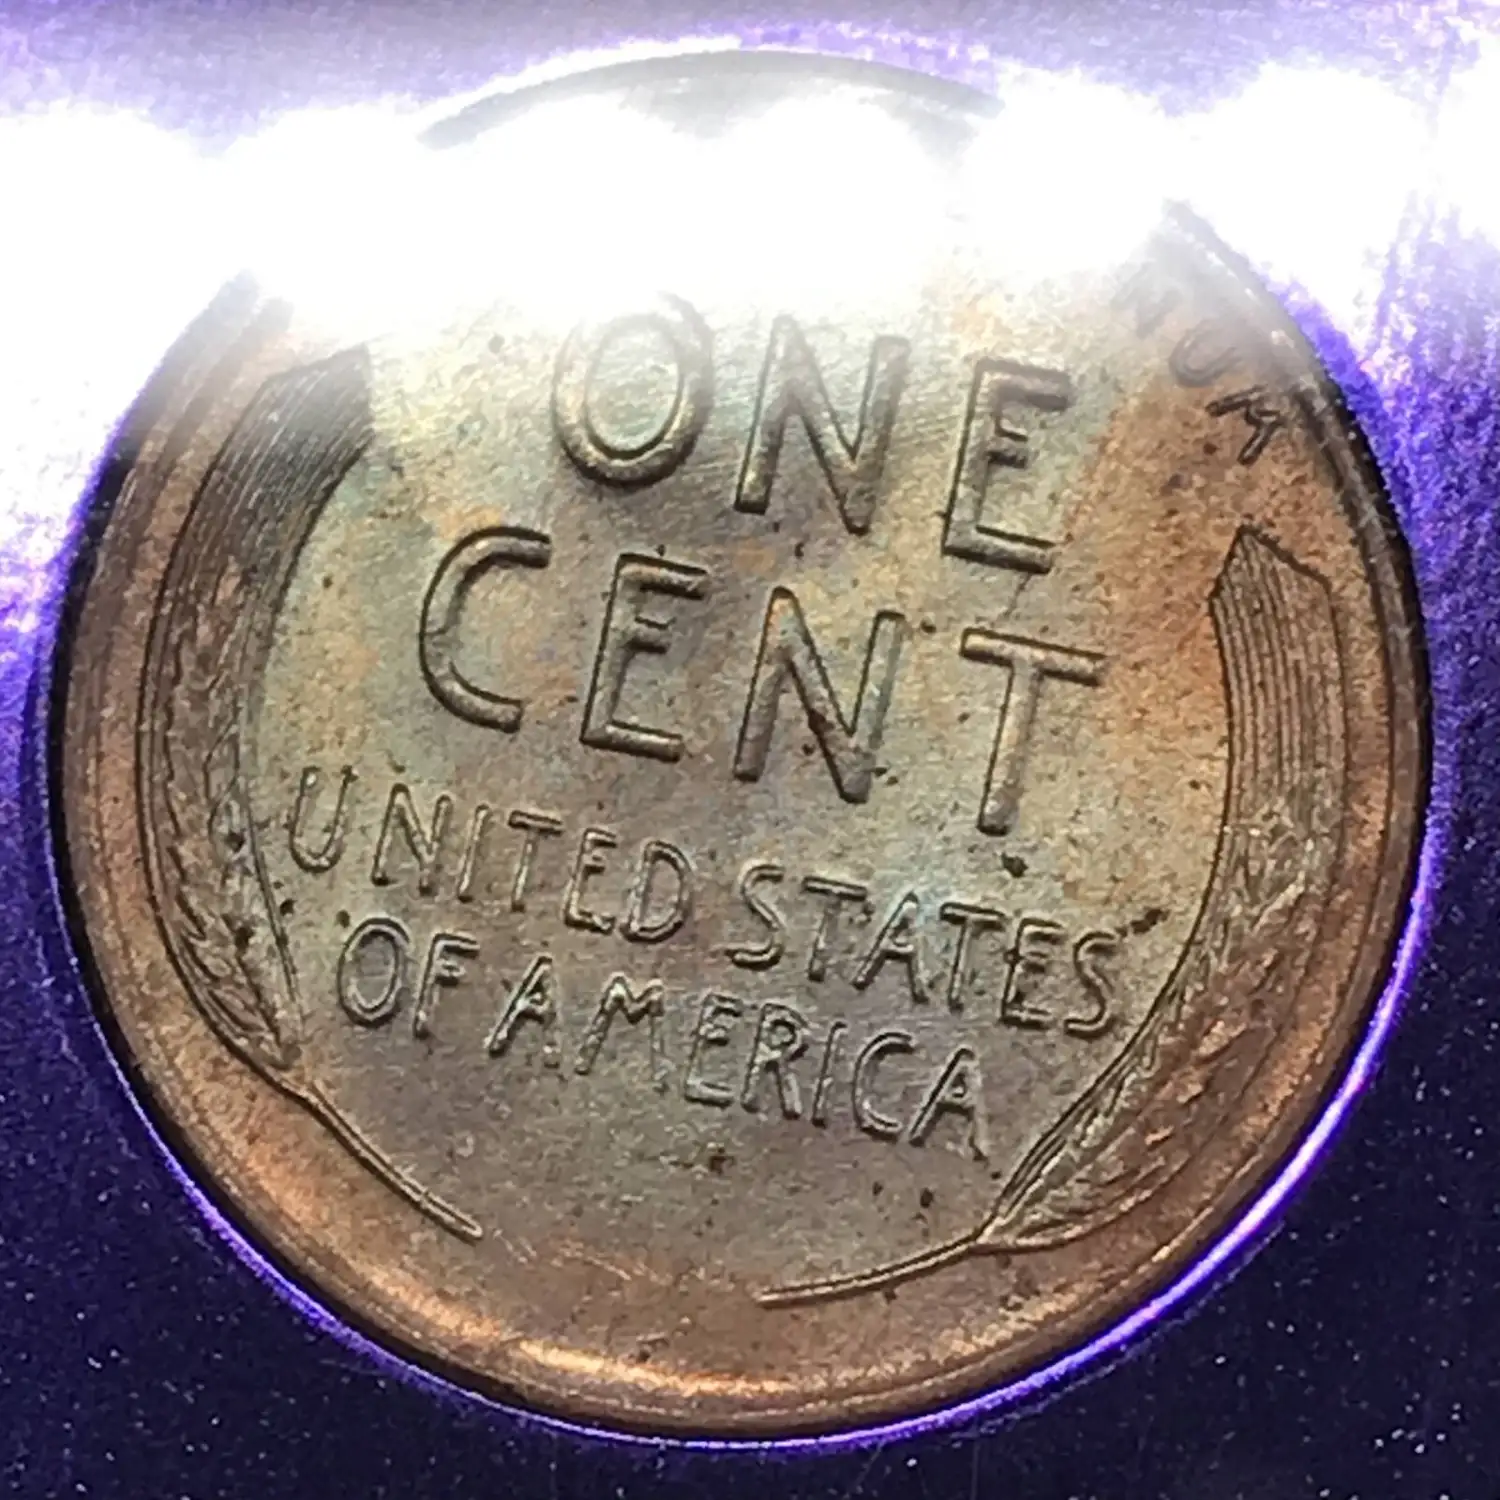 ONE
CENT
UNITED STATES
OF AMERICA